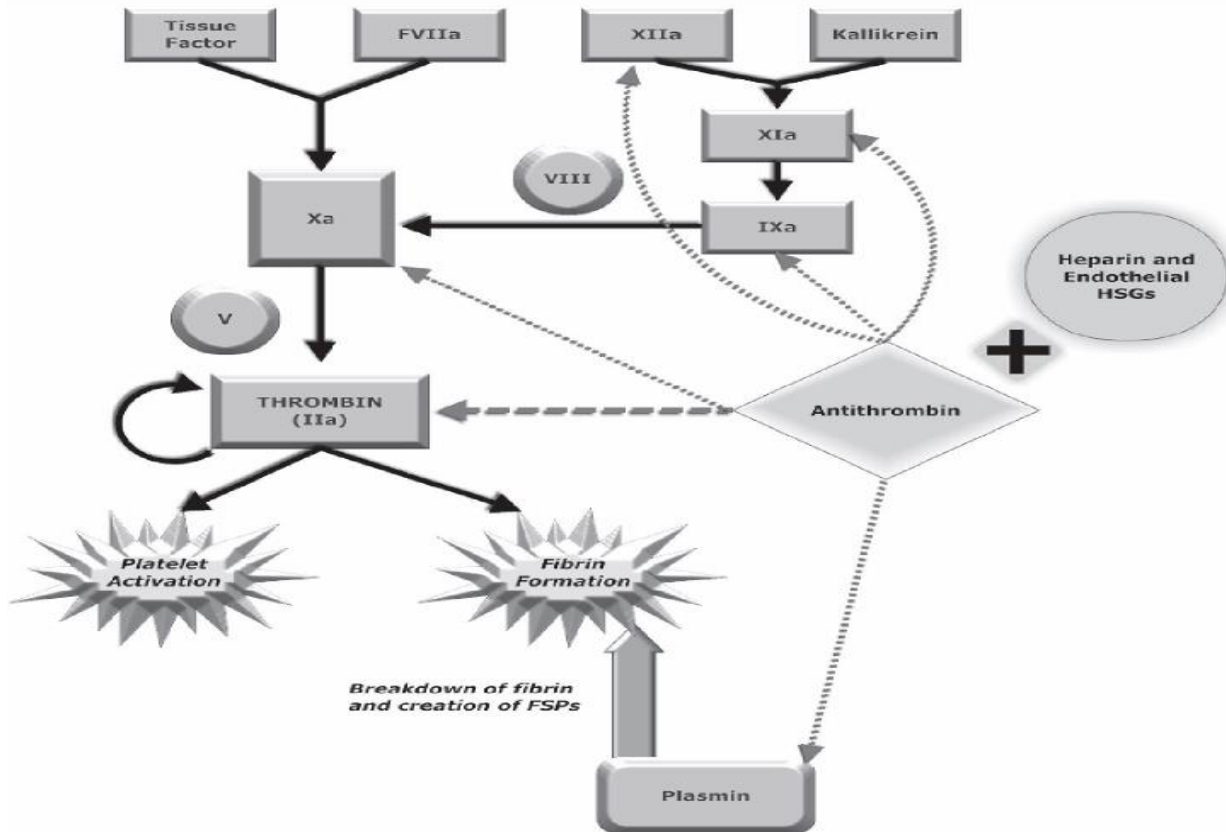 Tissue
Factor
FVIIa
XIIa
Kallikrein
XIa
VIII
Xa
IXa
Heparin and
Endothelial
HSGs
V
THROMBIN
(IIa)
Antithrombin
Platelet
Activation
Fibrin
Formation
Breakdown of fibrin
and creation of FSPs
Plasmin